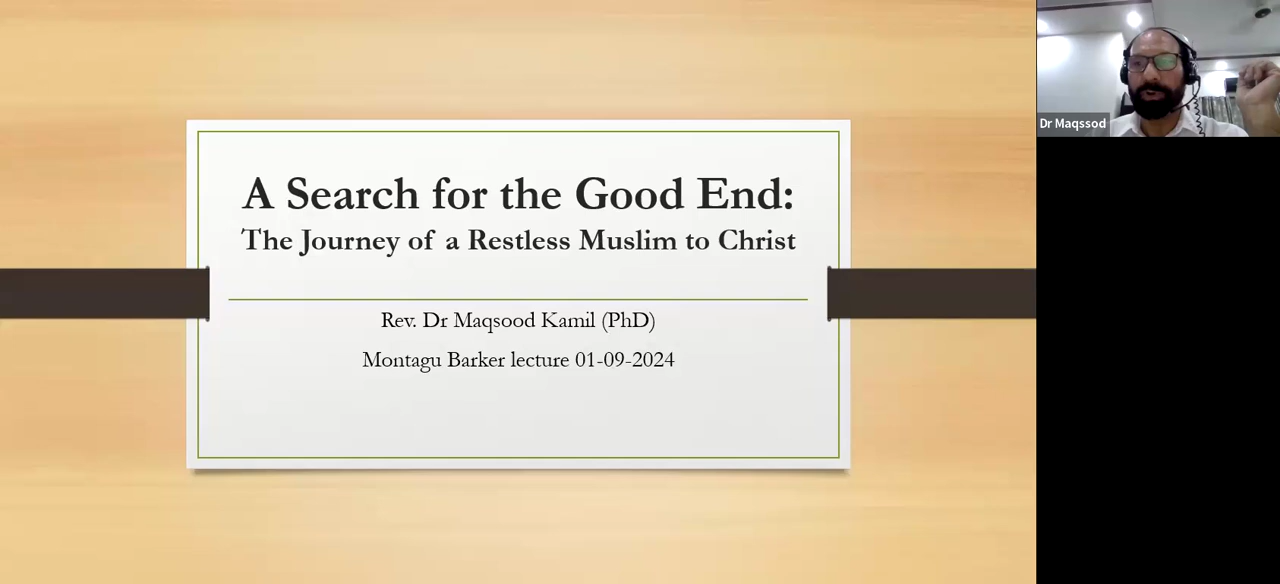 A Search for the Good End:
The Journey of a Restless Muslim to Christ
Rev. Dr Maqsood Kamil (PhD)
Montagu Barker lecture 01-09-2024
Dr Maqssod